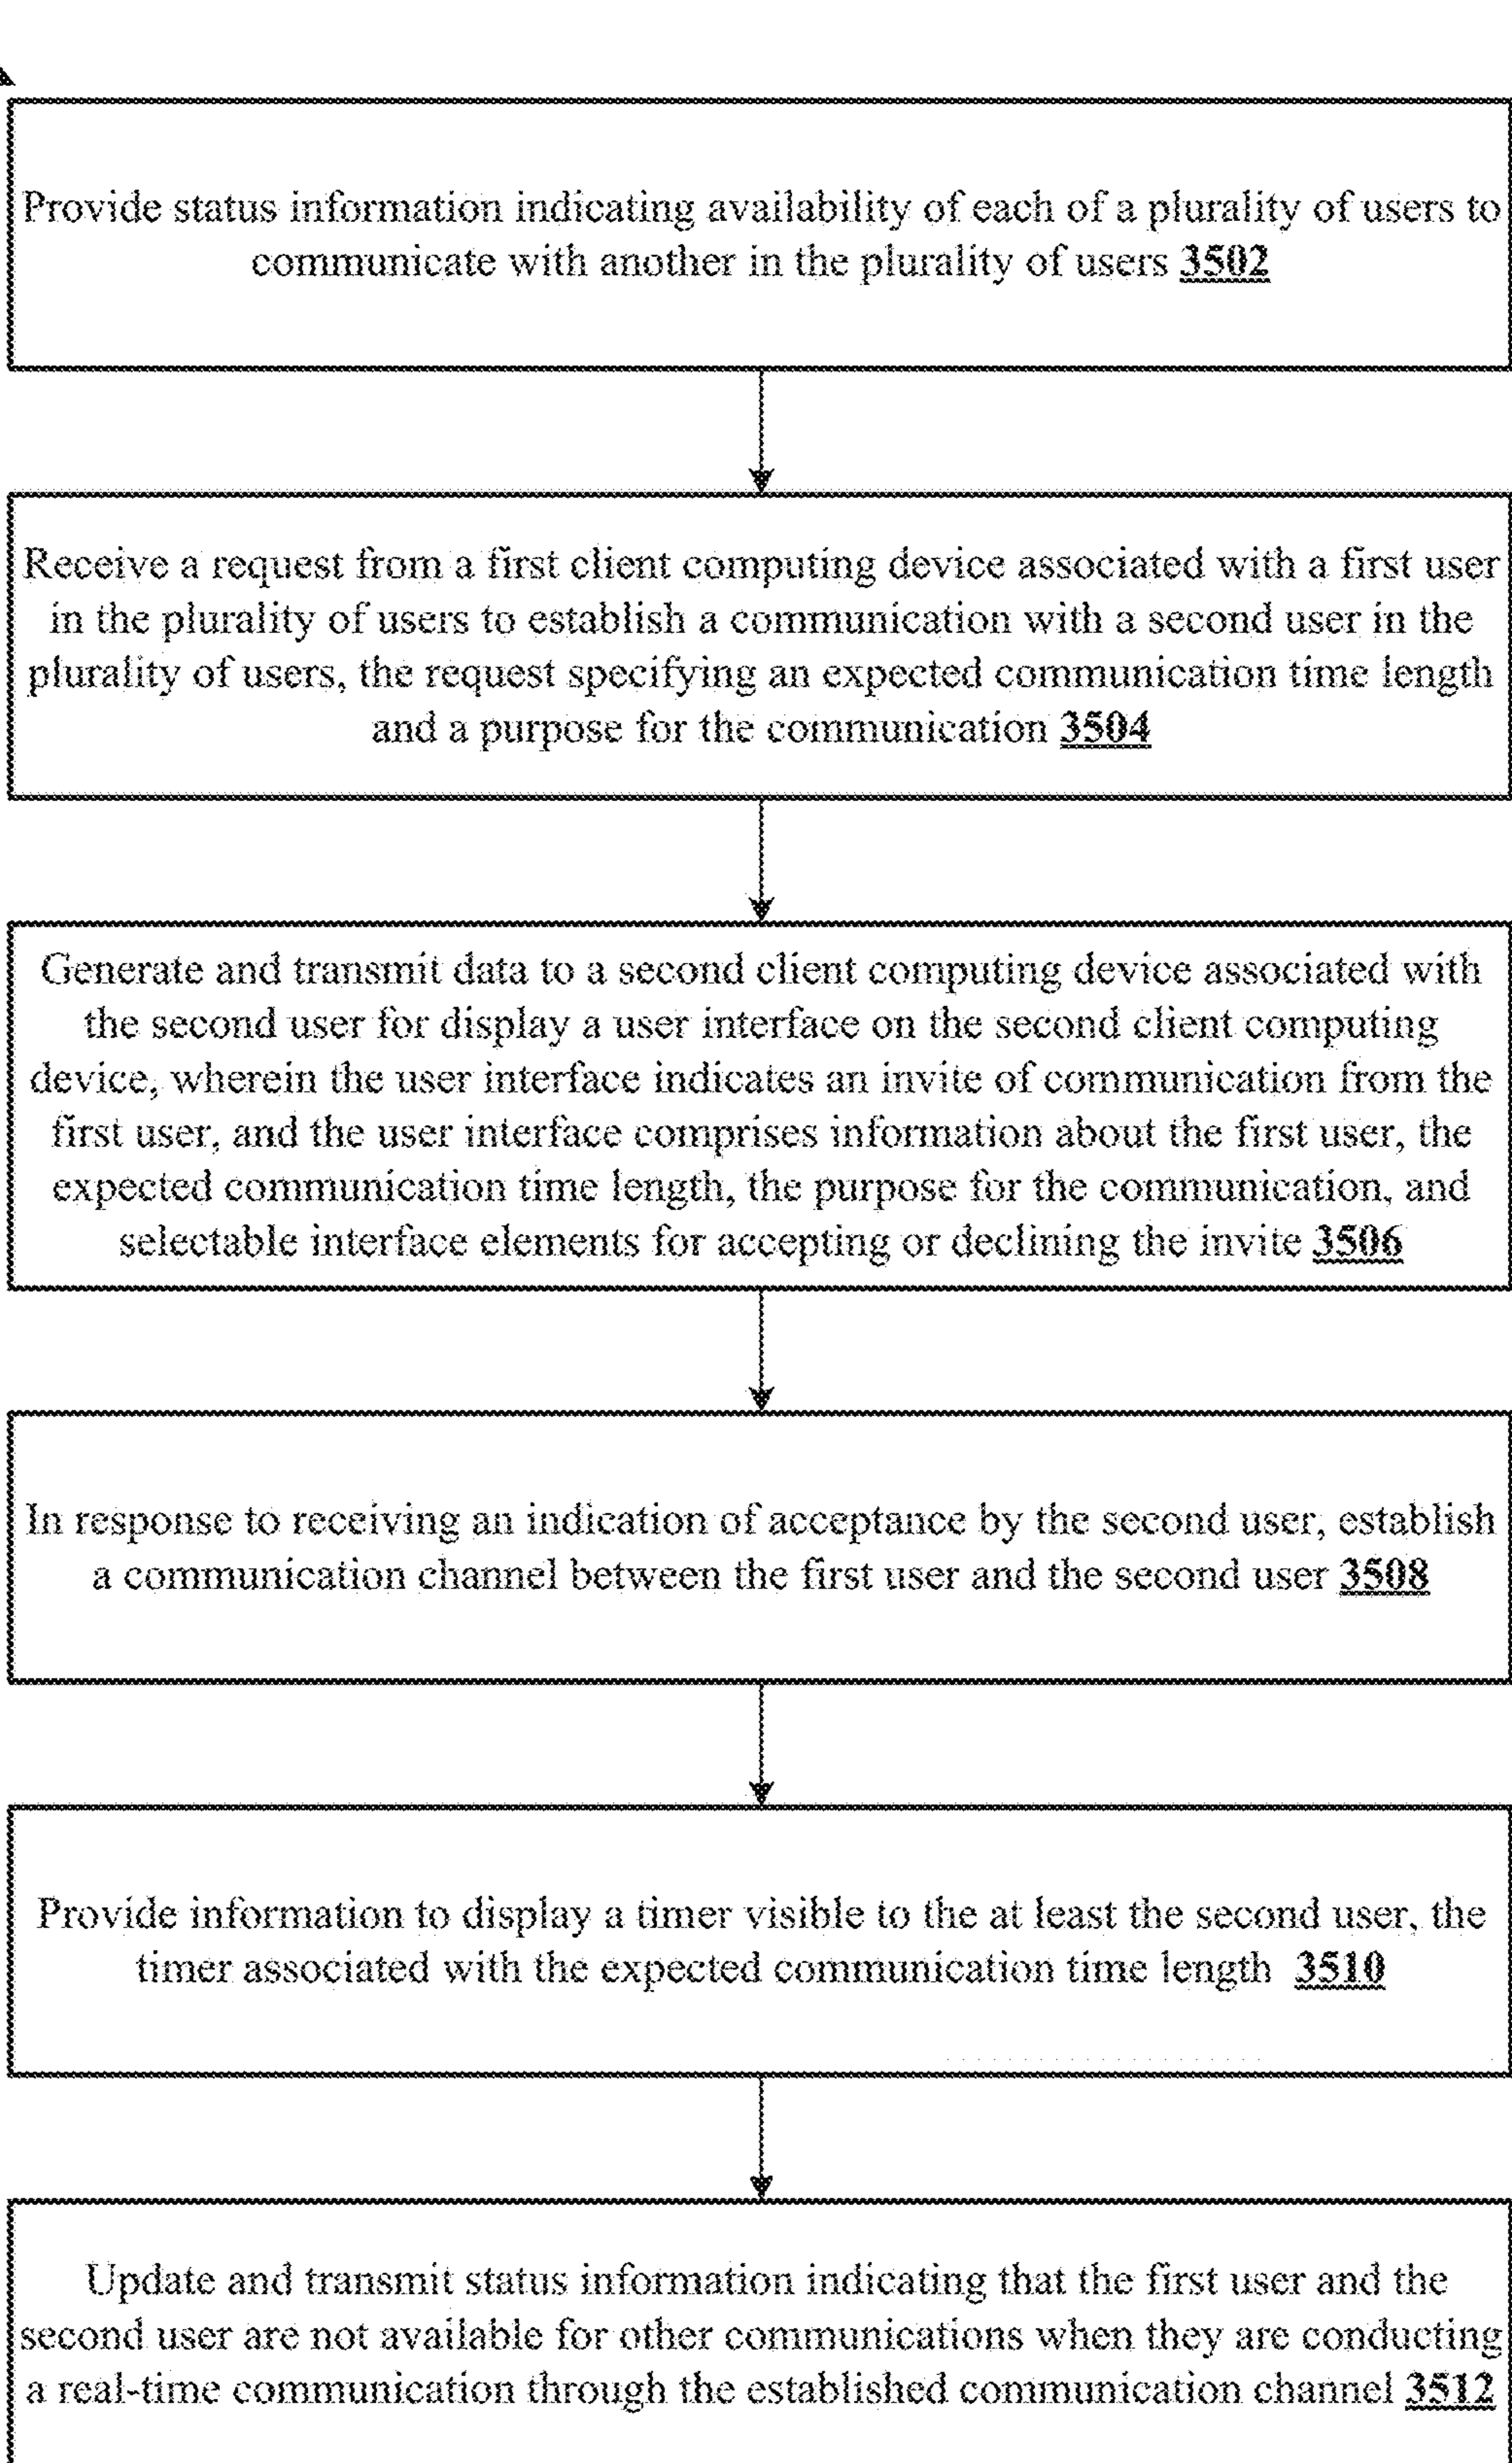 Provide status information indicating availability of each of a plurality of users to
communicate with another in the plurality of users 3502
Receive a request from a first client computing device associated with a first user
in the plurality of users to establish a communication with a second user in the
plurality of users, the request specifying an expected communication time length
and a purpose for the communication 3504
Generate and transmit data to a second client computing device associated with
the second user for display a user interface on the second client computing
device, wherein the user interface indicates an invite of communication from the
first user, and the user interface comprises information about the first user, the
expected communication time length, the purpose for the communication, and
selectable interface elements for accepting or declining the invite 3506
In response to receiving an indication of acceptance by the second user, establish
a communication channel between the first user and the second user 3508
Provide information to display a timer visible to the at least the second user, the
timer associated with the expected communication time length 3510
Update and transmit status information indicating that the first user and the
second user are not available for other communications when they are conducting
a real-time communication through the established communication channel 3512